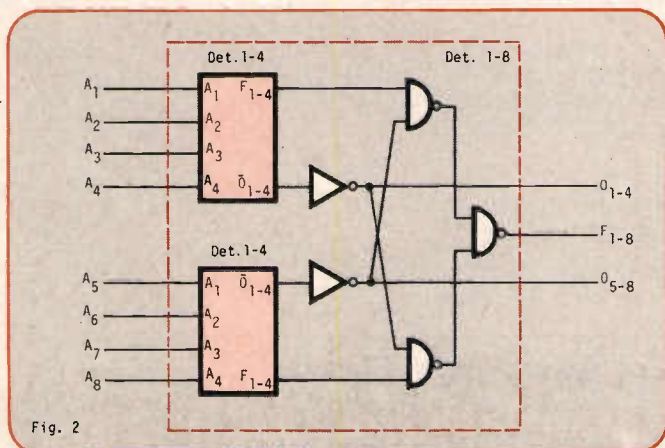 Det.1-4 Det. 1-8
A1 A1 F1-4
A2 A2
A3 A3
A4 A4 Ō1-4 O1-4
F1-8
Det.1-4
A5 A1 Ō1-4 O5-8
A6 A2
A7 A3
A8 A4 F1-4
Fig. 2